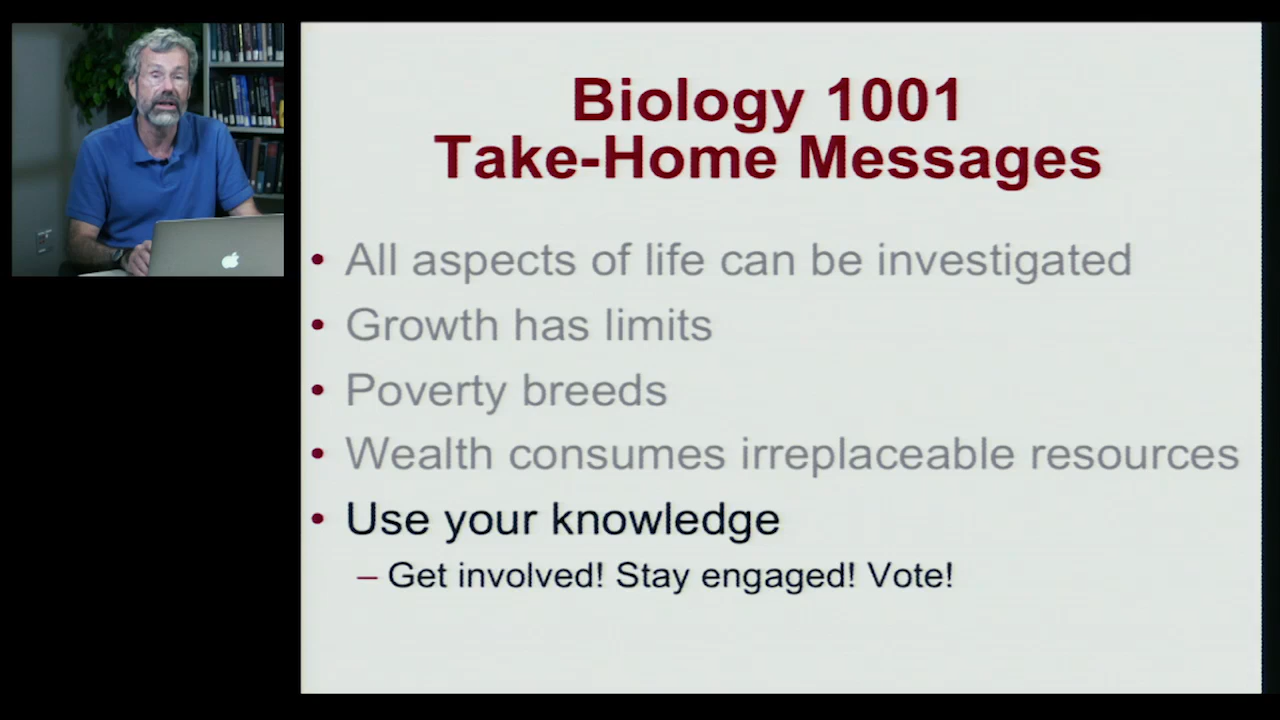 Biology 1001
Take-Home Messages
• All aspects of life can be investigated
• Growth has limits
• Poverty breeds
• Wealth consumes irreplaceable resources
• Use your knowledge
– Get involved! Stay engaged! Vote!